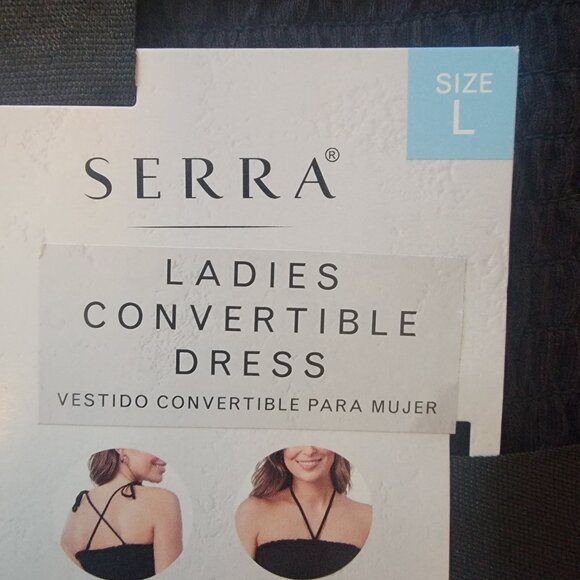 SIZE
L
SERRA®
LADIES
CONVERTIBLE
DRESS
VESTIDO CONVERTIBLE PARA MUJER